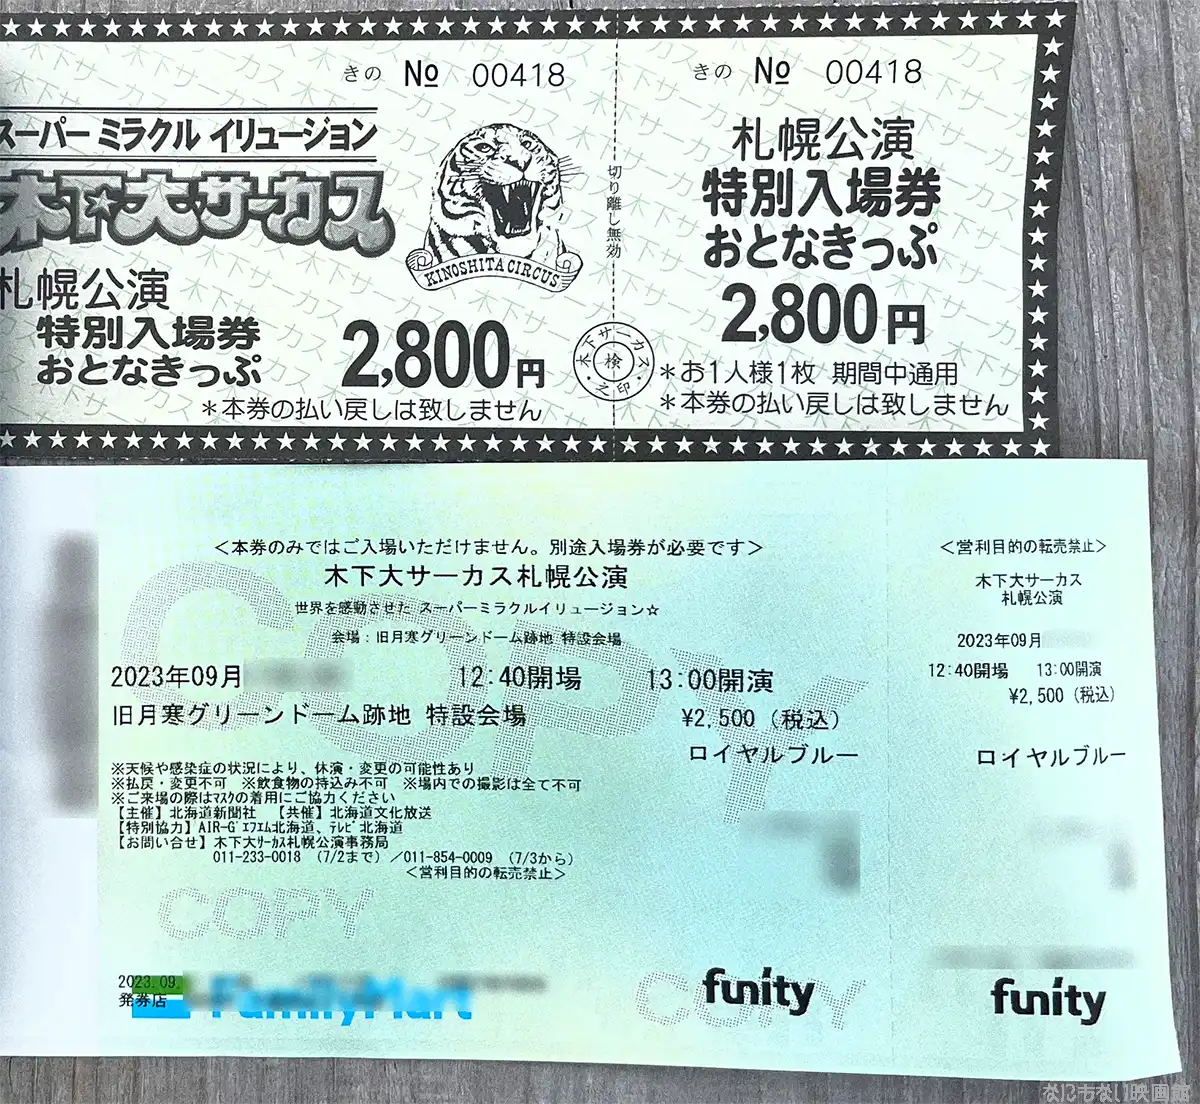 きの № 00418
スーパー ミラクル イリュージョン
木下大サーカス
KINOSHITA CIRCUS
札幌公演
特別入場券
おとなきっぷ
2,800円
＊本券の払い戻しは致しません
切り離し無効
木下サーカス
検
之印
きの № 00418
札幌公演
特別入場券
おとなきっぷ
2,800円
＊お1人様1枚 期間中通用
＊本券の払い戻しは致しません
＜本券のみではご入場いただけません。別途入場券が必要です＞
木下大サーカス札幌公演
世界を感動させた スーパーミラクルイリュージョン☆
会場：旧月寒グリーンドーム跡地 特設会場
2023年09月
12:40開場 13:00開演
旧月寒グリーンドーム跡地 特設会場
¥2,500（税込）
ロイヤルブルー
※天候や感染症の状況により、休演・変更の可能性あり
※払戻・変更不可 ※飲食物の持込み不可 ※場内での撮影は全て不可
※ご来場の際はマスクの着用にご協力ください
【主催】北海道新聞社 【共催】北海道文化放送
【特別協力】AIR-G'エフエム北海道、テレビ北海道
【お問い合せ】木下大サーカス札幌公演事務局
011-233-0018 （7/2まで）／011-854-0009 （7/3から）
＜営利目的の転売禁止＞
COPY
COPY
COPY
2023.09.
発券店
FamilyMart
funity
＜営利目的の転売禁止＞
木下大サーカス
札幌公演
2023年09月
12:40開場 13:00開演
¥2,500（税込）
ロイヤルブルー
funity
なにもない映画館